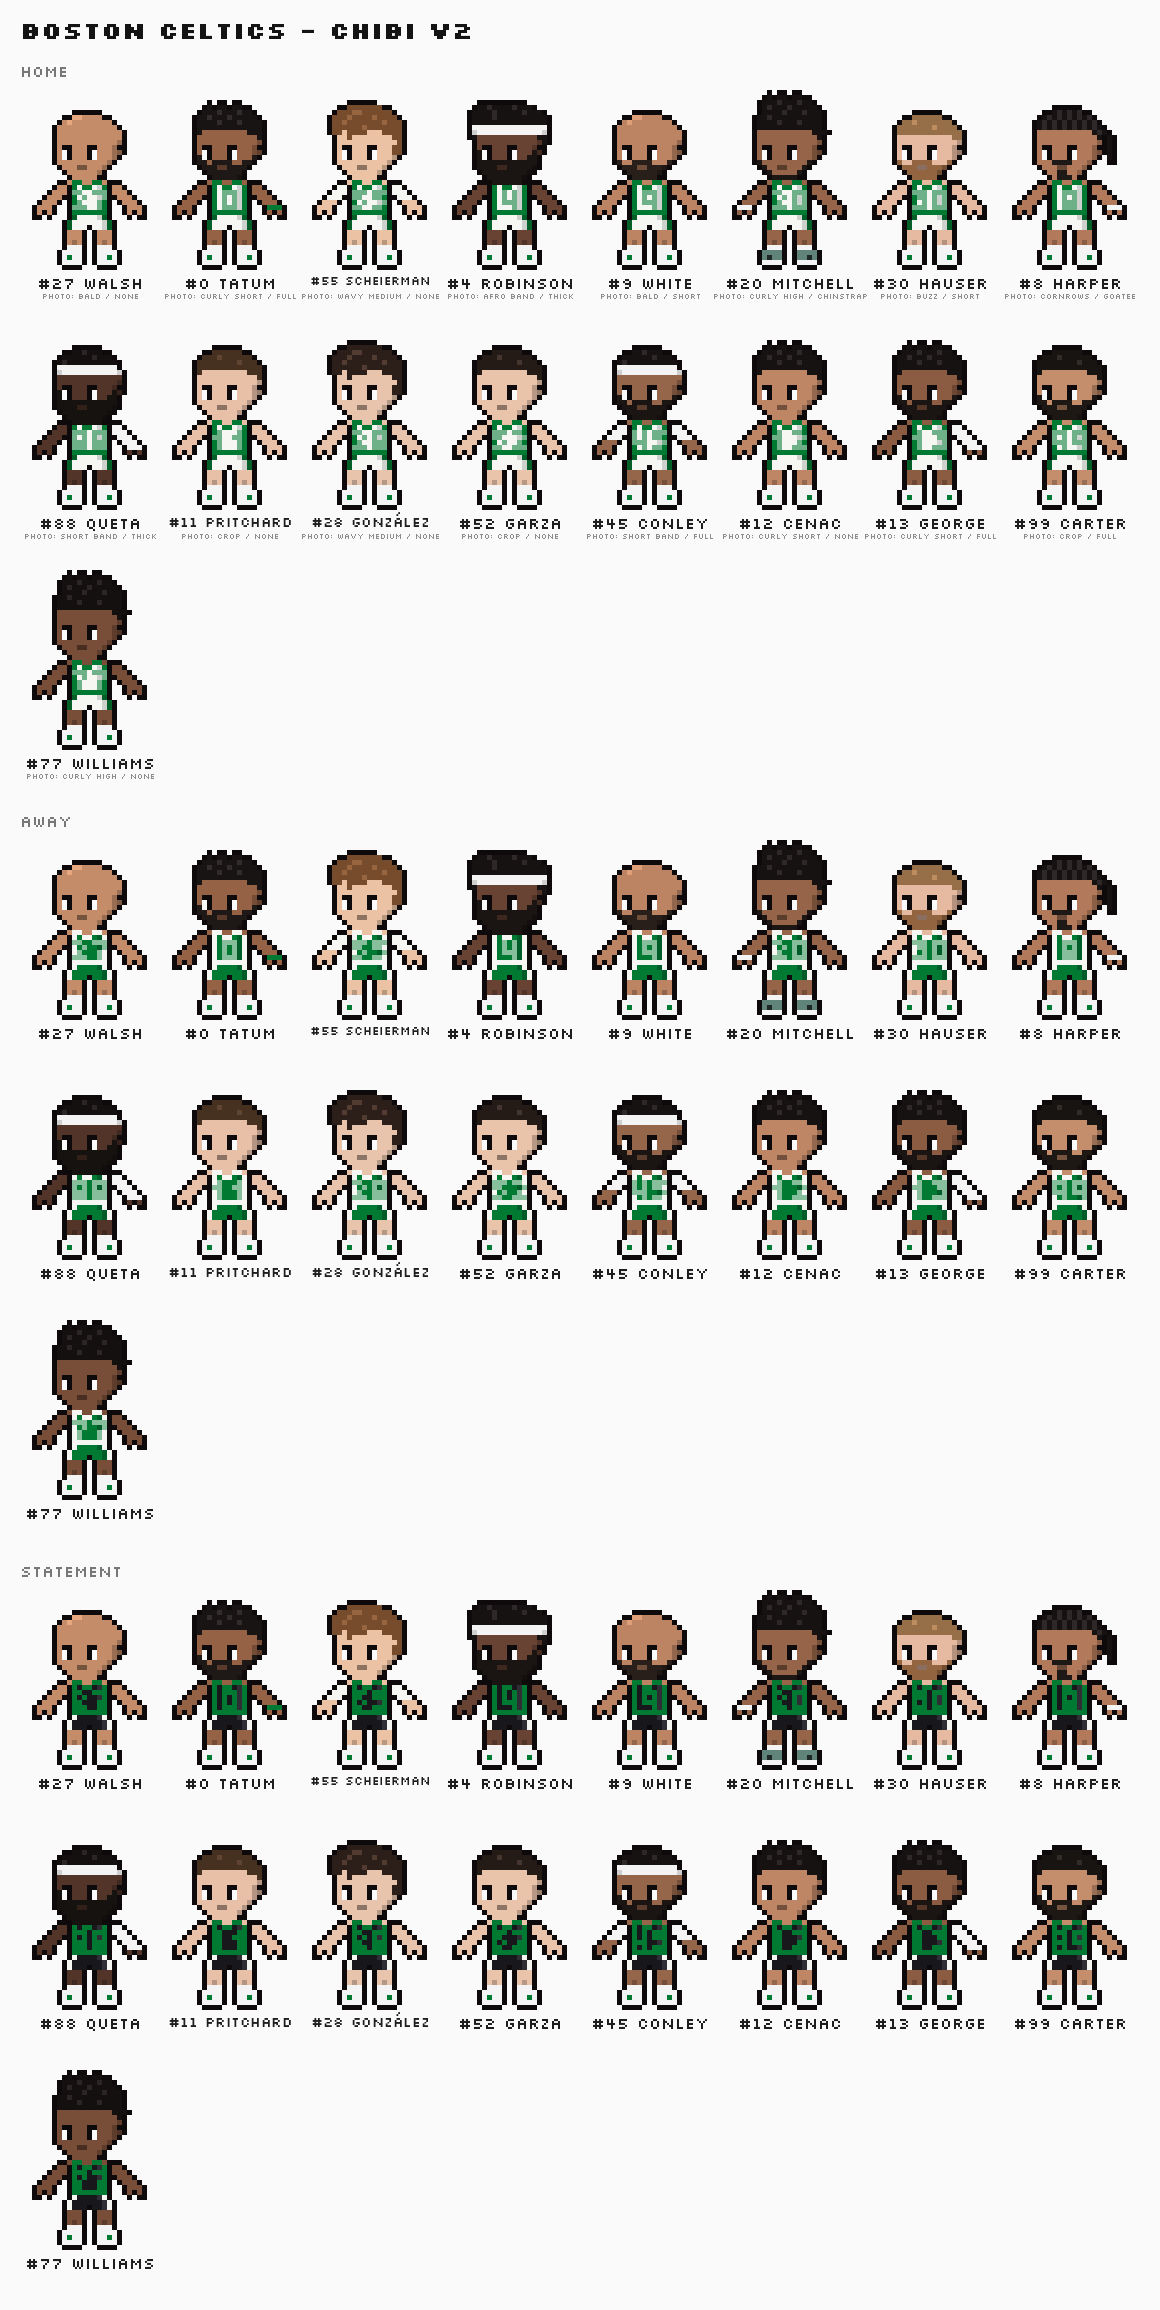 BOSTON CELTICS - CHIBI V2
HOME
#27 WALSH #0 TATUM #55 SCHEIERMAN #4 ROBINSON #9 WHITE #20 MITCHELL #30 HAUSER #8 HARPER
PHOTO: BALD / NONE PHOTO: CURLY SHORT / FULL PHOTO: WAVY MEDIUM / NONE PHOTO: AFRO BAND / THICK PHOTO: BALD / SHORT PHOTO: CURLY HIGH / CHINSTRAP PHOTO: BUZZ / SHORT PHOTO: CORNROWS / GOATEE
#88 QUETA #11 PRITCHARD #28 GONZÁLEZ #52 GARZA #45 CONLEY #12 CENAC #13 GEORGE #99 CARTER
PHOTO: SHORT BAND / THICK PHOTO: CROP / NONE PHOTO: WAVY MEDIUM / NONE PHOTO: CROP / NONE PHOTO: SHORT BAND / FULL PHOTO: CURLY SHORT / NONE PHOTO: CURLY SHORT / FULL PHOTO: CROP / FULL
#77 WILLIAMS
PHOTO: CURLY HIGH / NONE
AWAY
#27 WALSH #0 TATUM #55 SCHEIERMAN #4 ROBINSON #9 WHITE #20 MITCHELL #30 HAUSER #8 HARPER
#88 QUETA #11 PRITCHARD #28 GONZÁLEZ #52 GARZA #45 CONLEY #12 CENAC #13 GEORGE #99 CARTER
#77 WILLIAMS
STATEMENT
#27 WALSH #0 TATUM #55 SCHEIERMAN #4 ROBINSON #9 WHITE #20 MITCHELL #30 HAUSER #8 HARPER
#88 QUETA #11 PRITCHARD #28 GONZÁLEZ #52 GARZA #45 CONLEY #12 CENAC #13 GEORGE #99 CARTER
#77 WILLIAMS